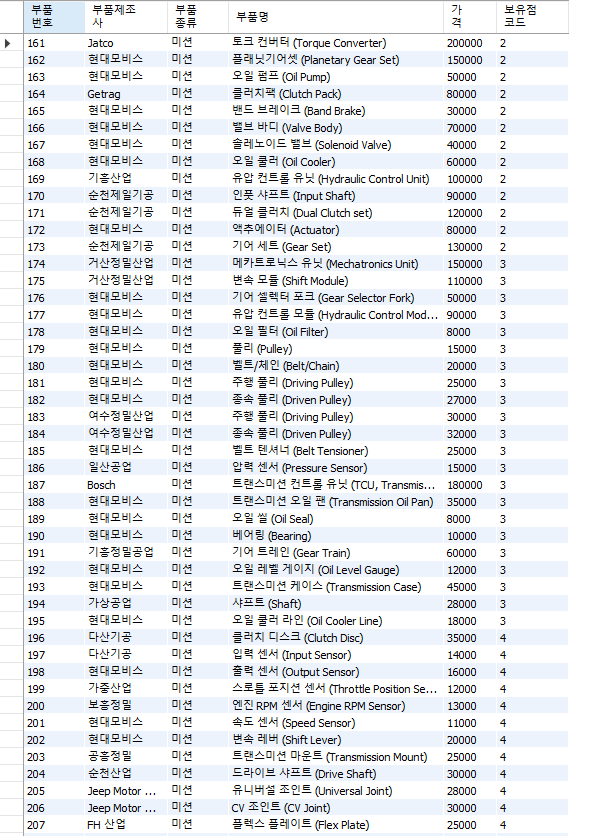 부품번호 부품제조사 부품종류 부품명 가격 보유점코드
161 Jatco 미션 토크 컨버터 (Torque Converter) 200000 2
162 현대모비스 미션 플래닛기어셋 (Planetary Gear Set) 150000 2
163 현대모비스 미션 오일 펌프 (Oil Pump) 50000 2
164 Getrag 미션 클러치팩 (Clutch Pack) 80000 2
165 현대모비스 미션 밴드 브레이크 (Band Brake) 30000 2
166 현대모비스 미션 밸브 바디 (Valve Body) 70000 2
167 현대모비스 미션 솔레노이드 밸브 (Solenoid Valve) 40000 2
168 현대모비스 미션 오일 쿨러 (Oil Cooler) 60000 2
169 기흥산업 미션 유압 컨트롤 유닛 (Hydraulic Control Unit) 100000 2
170 순천제일기공 미션 인풋 샤프트 (Input Shaft) 90000 2
171 순천제일기공 미션 듀얼 클러치 (Dual Clutch set) 120000 2
172 현대모비스 미션 액추에이터 (Actuator) 80000 2
173 순천제일기공 미션 기어 세트 (Gear Set) 130000 2
174 거산정밀산업 미션 메카트로닉스 유닛 (Mechatronics Unit) 150000 3
175 거산정밀산업 미션 변속 모듈 (Shift Module) 110000 3
176 현대모비스 미션 기어 셀렉터 포크 (Gear Selector Fork) 50000 3
177 현대모비스 미션 유압 컨트롤 모듈 (Hydraulic Control Mod... 90000 3
178 현대모비스 미션 오일 필터 (Oil Filter) 8000 3
179 현대모비스 미션 풀리 (Pulley) 15000 3
180 현대모비스 미션 벨트/체인 (Belt/Chain) 20000 3
181 현대모비스 미션 주행 풀리 (Driving Pulley) 25000 3
182 현대모비스 미션 종속 풀리 (Driven Pulley) 27000 3
183 여수정밀산업 미션 주행 풀리 (Driving Pulley) 30000 3
184 여수정밀산업 미션 종속 풀리 (Driven Pulley) 32000 3
185 현대모비스 미션 벨트 텐셔너 (Belt Tensioner) 25000 3
186 일산공업 미션 압력 센서 (Pressure Sensor) 15000 3
187 Bosch 미션 트랜스미션 컨트롤 유닛 (TCU, Transmis... 180000 3
188 현대모비스 미션 트랜스미션 오일 팬 (Transmission Oil Pan) 35000 3
189 현대모비스 미션 오일 씰 (Oil Seal) 8000 3
190 현대모비스 미션 베어링 (Bearing) 10000 3
191 기흥정밀공업 미션 기어 트레인 (Gear Train) 60000 3
192 현대모비스 미션 오일 레벨 게이지 (Oil Level Gauge) 12000 3
193 현대모비스 미션 트랜스미션 케이스 (Transmission Case) 45000 3
194 가상공업 미션 샤프트 (Shaft) 28000 3
195 현대모비스 미션 오일 쿨러 라인 (Oil Cooler Line) 18000 3
196 다산기공 미션 클러치 디스크 (Clutch Disc) 35000 4
197 다산기공 미션 입력 센서 (Input Sensor) 14000 4
198 현대모비스 미션 출력 센서 (Output Sensor) 16000 4
199 가중산업 미션 스로틀 포지션 센서 (Throttle Position Se... 12000 4
200 보흥정밀 미션 엔진 RPM 센서 (Engine RPM Sensor) 13000 4
201 현대모비스 미션 속도 센서 (Speed Sensor) 11000 4
202 현대모비스 미션 변속 레버 (Shift Lever) 20000 4
203 공흥정밀 미션 트랜스미션 마운트 (Transmission Mount) 25000 4
204 순천산업 미션 드라이브 샤프트 (Drive Shaft) 30000 4
205 Jeep Motor ... 미션 유니버설 조인트 (Universal Joint) 28000 4
206 Jeep Motor ... 미션 CV 조인트 (CV Joint) 30000 4
207 FH 산업 미션 플렉스 플레이트 (Flex Plate) 25000 4